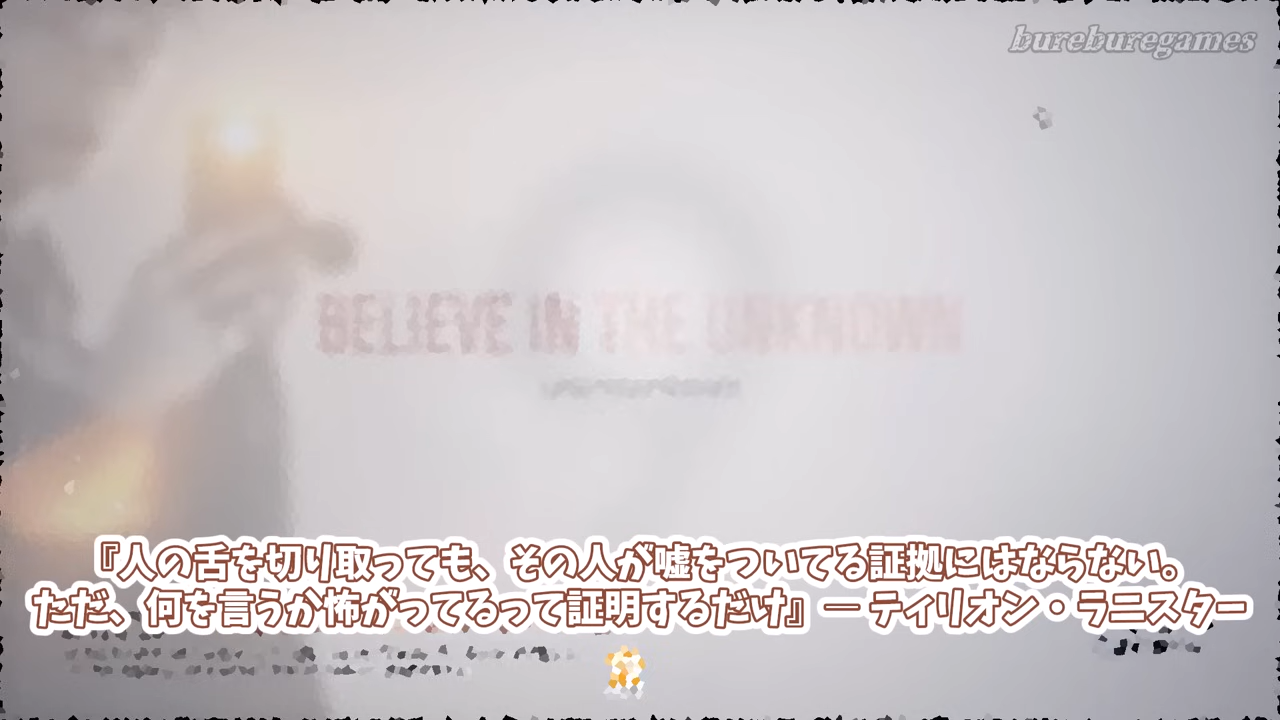 bureburegames
BELIEVE IN THE UNKNOWN
『人の舌を切り取っても、その人が嘘をついてる証拠にはならない。
ただ、何を言うか怖がってるって証明するだけ』— ティリオン・ラニスター